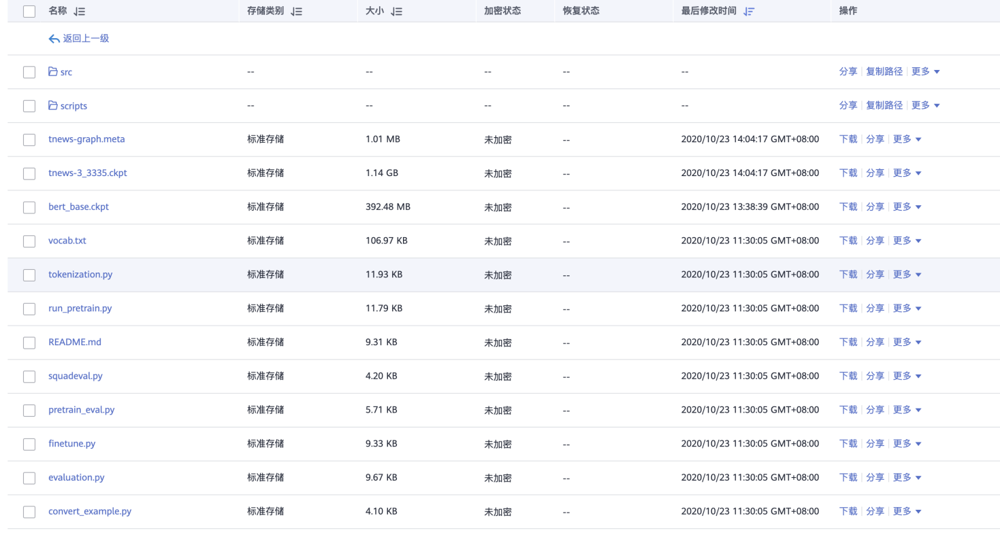 名称 存储类别 大小 加密状态 恢复状态 最后修改时间 操作
返回上一级
src -- -- -- -- -- 分享 复制路径 更多
scripts -- -- -- -- -- 分享 复制路径 更多
tnews-graph.meta 标准存储 1.01 MB 未加密 -- 2020/10/23 14:04:17 GMT+08:00 下载 分享 更多
tnews-3_3335.ckpt 标准存储 1.14 GB 未加密 -- 2020/10/23 14:04:17 GMT+08:00 下载 分享 更多
bert_base.ckpt 标准存储 392.48 MB 未加密 -- 2020/10/23 13:38:39 GMT+08:00 下载 分享 更多
vocab.txt 标准存储 106.97 KB 未加密 -- 2020/10/23 11:30:05 GMT+08:00 下载 分享 更多
tokenization.py 标准存储 11.93 KB 未加密 -- 2020/10/23 11:30:05 GMT+08:00 下载 分享 更多
run_pretrain.py 标准存储 11.79 KB 未加密 -- 2020/10/23 11:30:05 GMT+08:00 下载 分享 更多
README.md 标准存储 9.31 KB 未加密 -- 2020/10/23 11:30:05 GMT+08:00 下载 分享 更多
squadeval.py 标准存储 4.20 KB 未加密 -- 2020/10/23 11:30:05 GMT+08:00 下载 分享 更多
pretrain_eval.py 标准存储 5.71 KB 未加密 -- 2020/10/23 11:30:05 GMT+08:00 下载 分享 更多
finetune.py 标准存储 9.33 KB 未加密 -- 2020/10/23 11:30:05 GMT+08:00 下载 分享 更多
evaluation.py 标准存储 9.67 KB 未加密 -- 2020/10/23 11:30:05 GMT+08:00 下载 分享 更多
convert_example.py 标准存储 4.10 KB 未加密 -- 2020/10/23 11:30:05 GMT+08:00 下载 分享 更多